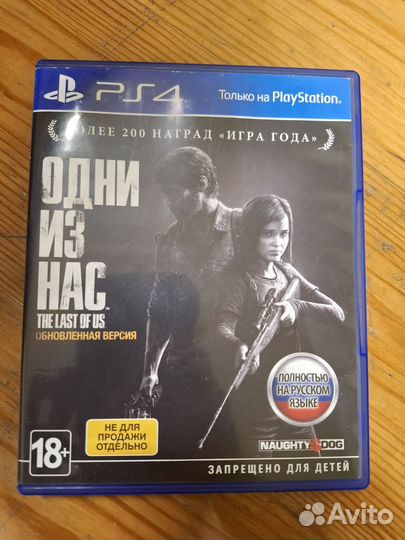 PS4
Только на PlayStation®
БОЛЕЕ 200 НАГРАД «ИГРА ГОДА»
ОДНИ
ИЗ
НАС™
THE LAST OF US
ОБНОВЛЕННАЯ ВЕРСИЯ
ПОЛНОСТЬЮ
НА РУССКОМ
ЯЗЫКЕ
НЕ ДЛЯ
ПРОДАЖИ
ОТДЕЛЬНО
18+
NAUGHTY DOG
ЗАПРЕЩЕНО ДЛЯ ДЕТЕЙ
Avito